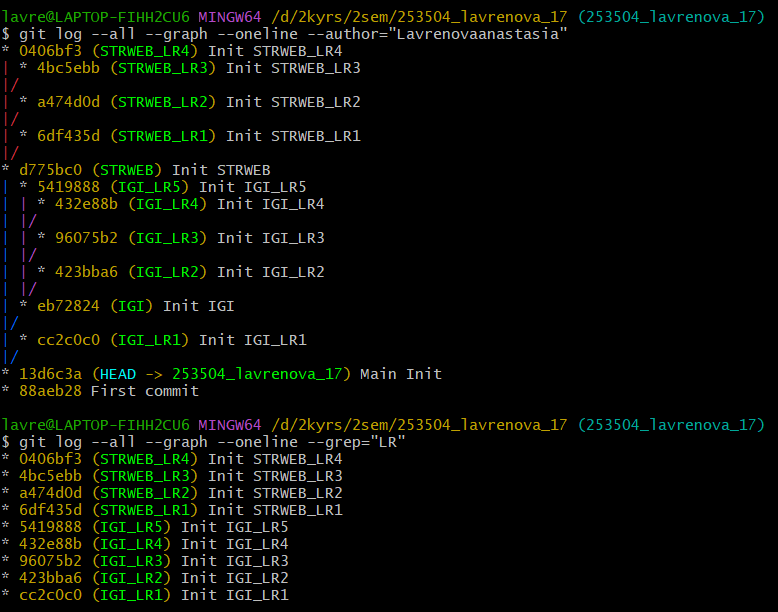 lavre@LAPTOP-FIHH2CU6 MINGW64 /d/2kyrs/2sem/253504_lavrenova_17 (253504_lavrenova_17)
$ git log --all --graph --oneline --author="Lavrenovaanastasia"
* 0406bf3 (STRWEB_LR4) Init STRWEB_LR4
| * 4bc5ebb (STRWEB_LR3) Init STRWEB_LR3
|/
| * a474d0d (STRWEB_LR2) Init STRWEB_LR2
|/
| * 6df435d (STRWEB_LR1) Init STRWEB_LR1
|/
* d775bc0 (STRWEB) Init STRWEB
| * 5419888 (IGI_LR5) Init IGI_LR5
| | * 432e88b (IGI_LR4) Init IGI_LR4
| |/
| | * 96075b2 (IGI_LR3) Init IGI_LR3
| |/
| | * 423bba6 (IGI_LR2) Init IGI_LR2
| |/
| * eb72824 (IGI) Init IGI
|/
| * cc2c0c0 (IGI_LR1) Init IGI_LR1
|/
* 13d6c3a (HEAD -> 253504_lavrenova_17) Main Init
* 88aeb28 First commit
lavre@LAPTOP-FIHH2CU6 MINGW64 /d/2kyrs/2sem/253504_lavrenova_17 (253504_lavrenova_17)
$ git log --all --graph --oneline --grep="LR"
* 0406bf3 (STRWEB_LR4) Init STRWEB_LR4
* 4bc5ebb (STRWEB_LR3) Init STRWEB_LR3
* a474d0d (STRWEB_LR2) Init STRWEB_LR2
* 6df435d (STRWEB_LR1) Init STRWEB_LR1
* 5419888 (IGI_LR5) Init IGI_LR5
* 432e88b (IGI_LR4) Init IGI_LR4
* 96075b2 (IGI_LR3) Init IGI_LR3
* 423bba6 (IGI_LR2) Init IGI_LR2
* cc2c0c0 (IGI_LR1) Init IGI_LR1